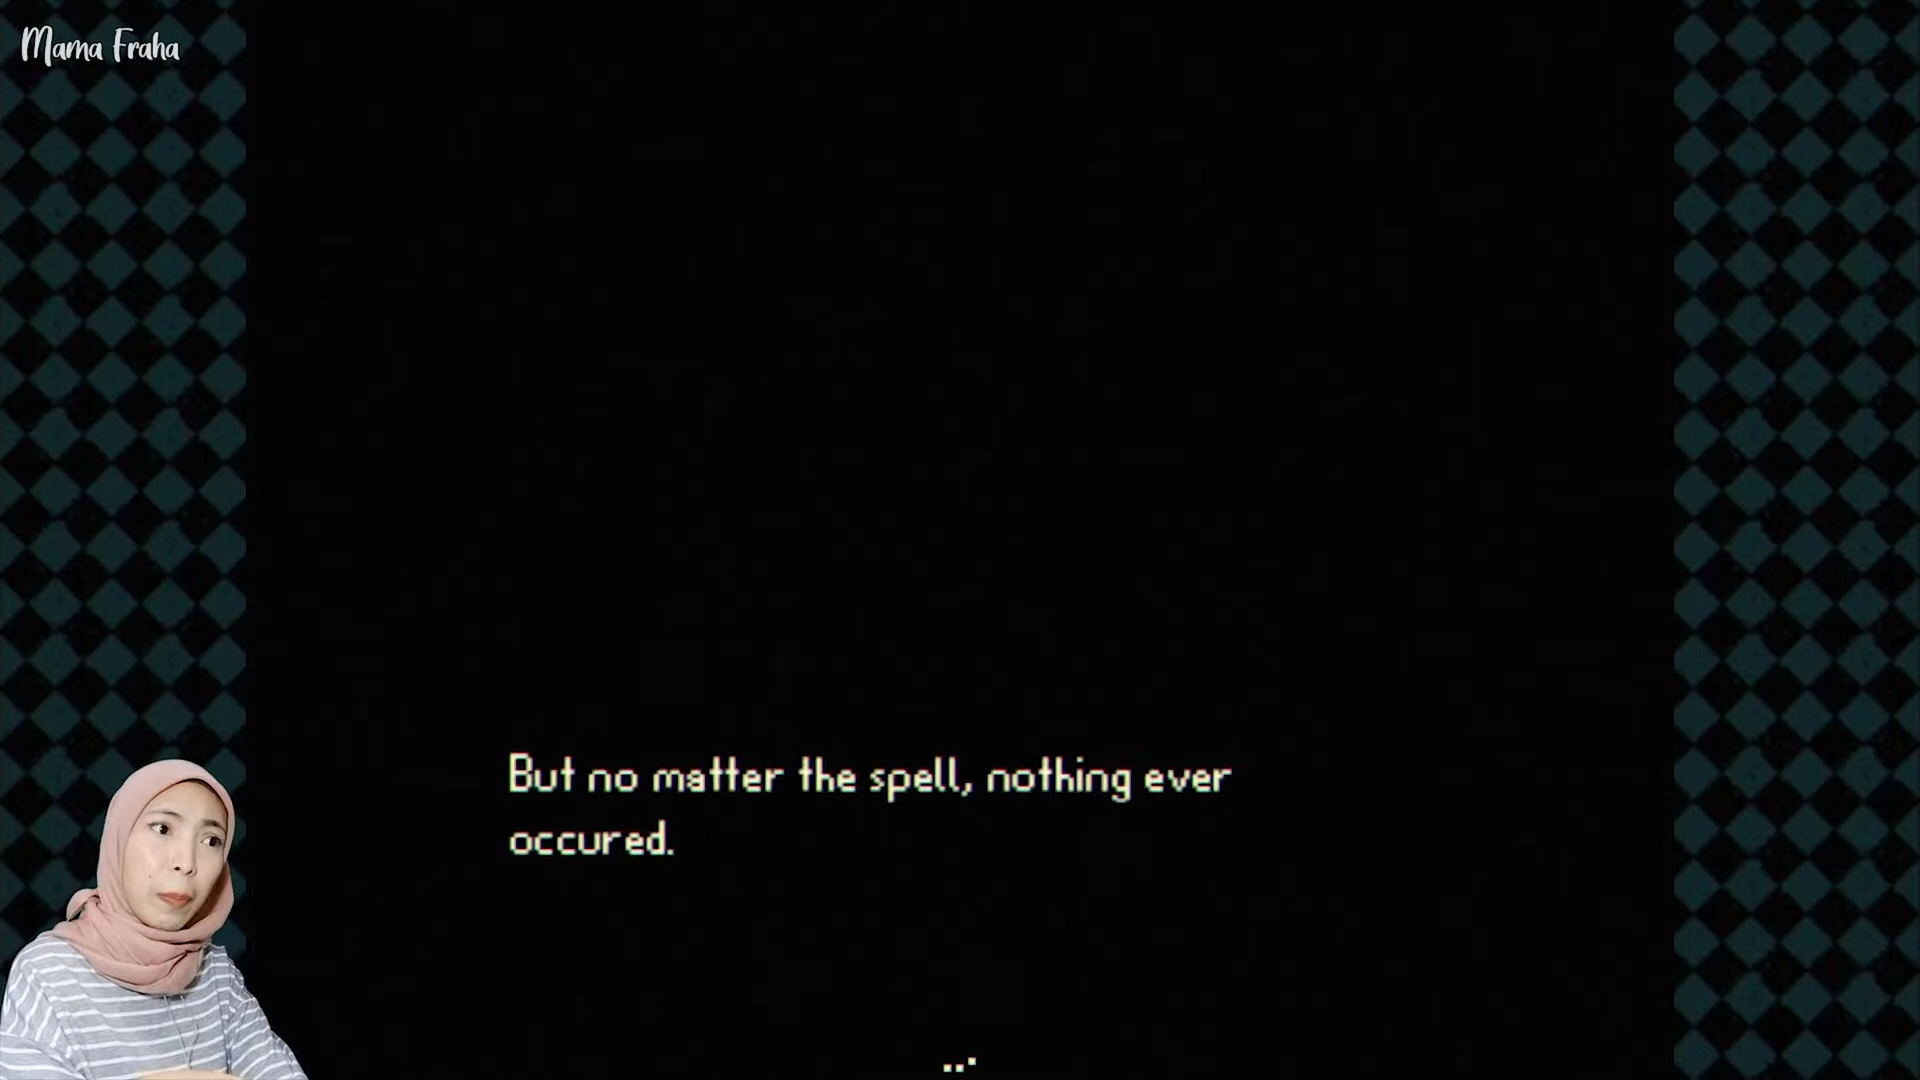 Mama Fraha
But no matter the spell, nothing ever
occured.
...